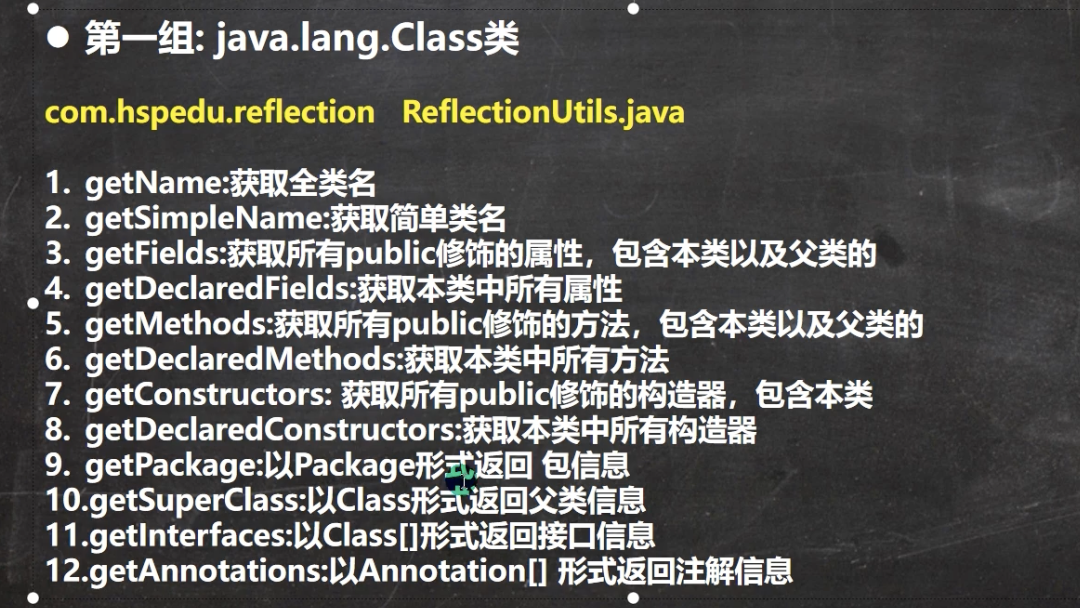 ● 第一组: java.lang.Class类
com.hspedu.reflection ReflectionUtils.java
1. getName:获取全类名
2. getSimpleName:获取简单类名
3. getFields:获取所有public修饰的属性，包含本类以及父类的
4. getDeclaredFields:获取本类中所有属性
5. getMethods:获取所有public修饰的方法，包含本类以及父类的
6. getDeclaredMethods:获取本类中所有方法
7. getConstructors: 获取所有public修饰的构造器，包含本类
8. getDeclaredConstructors:获取本类中所有构造器
9. getPackage:以Package形式返回 包信息
10.getSuperClass:以Class形式返回父类信息
11.getInterfaces:以Class[]形式返回接口信息
12.getAnnotations:以Annotation[] 形式返回注解信息